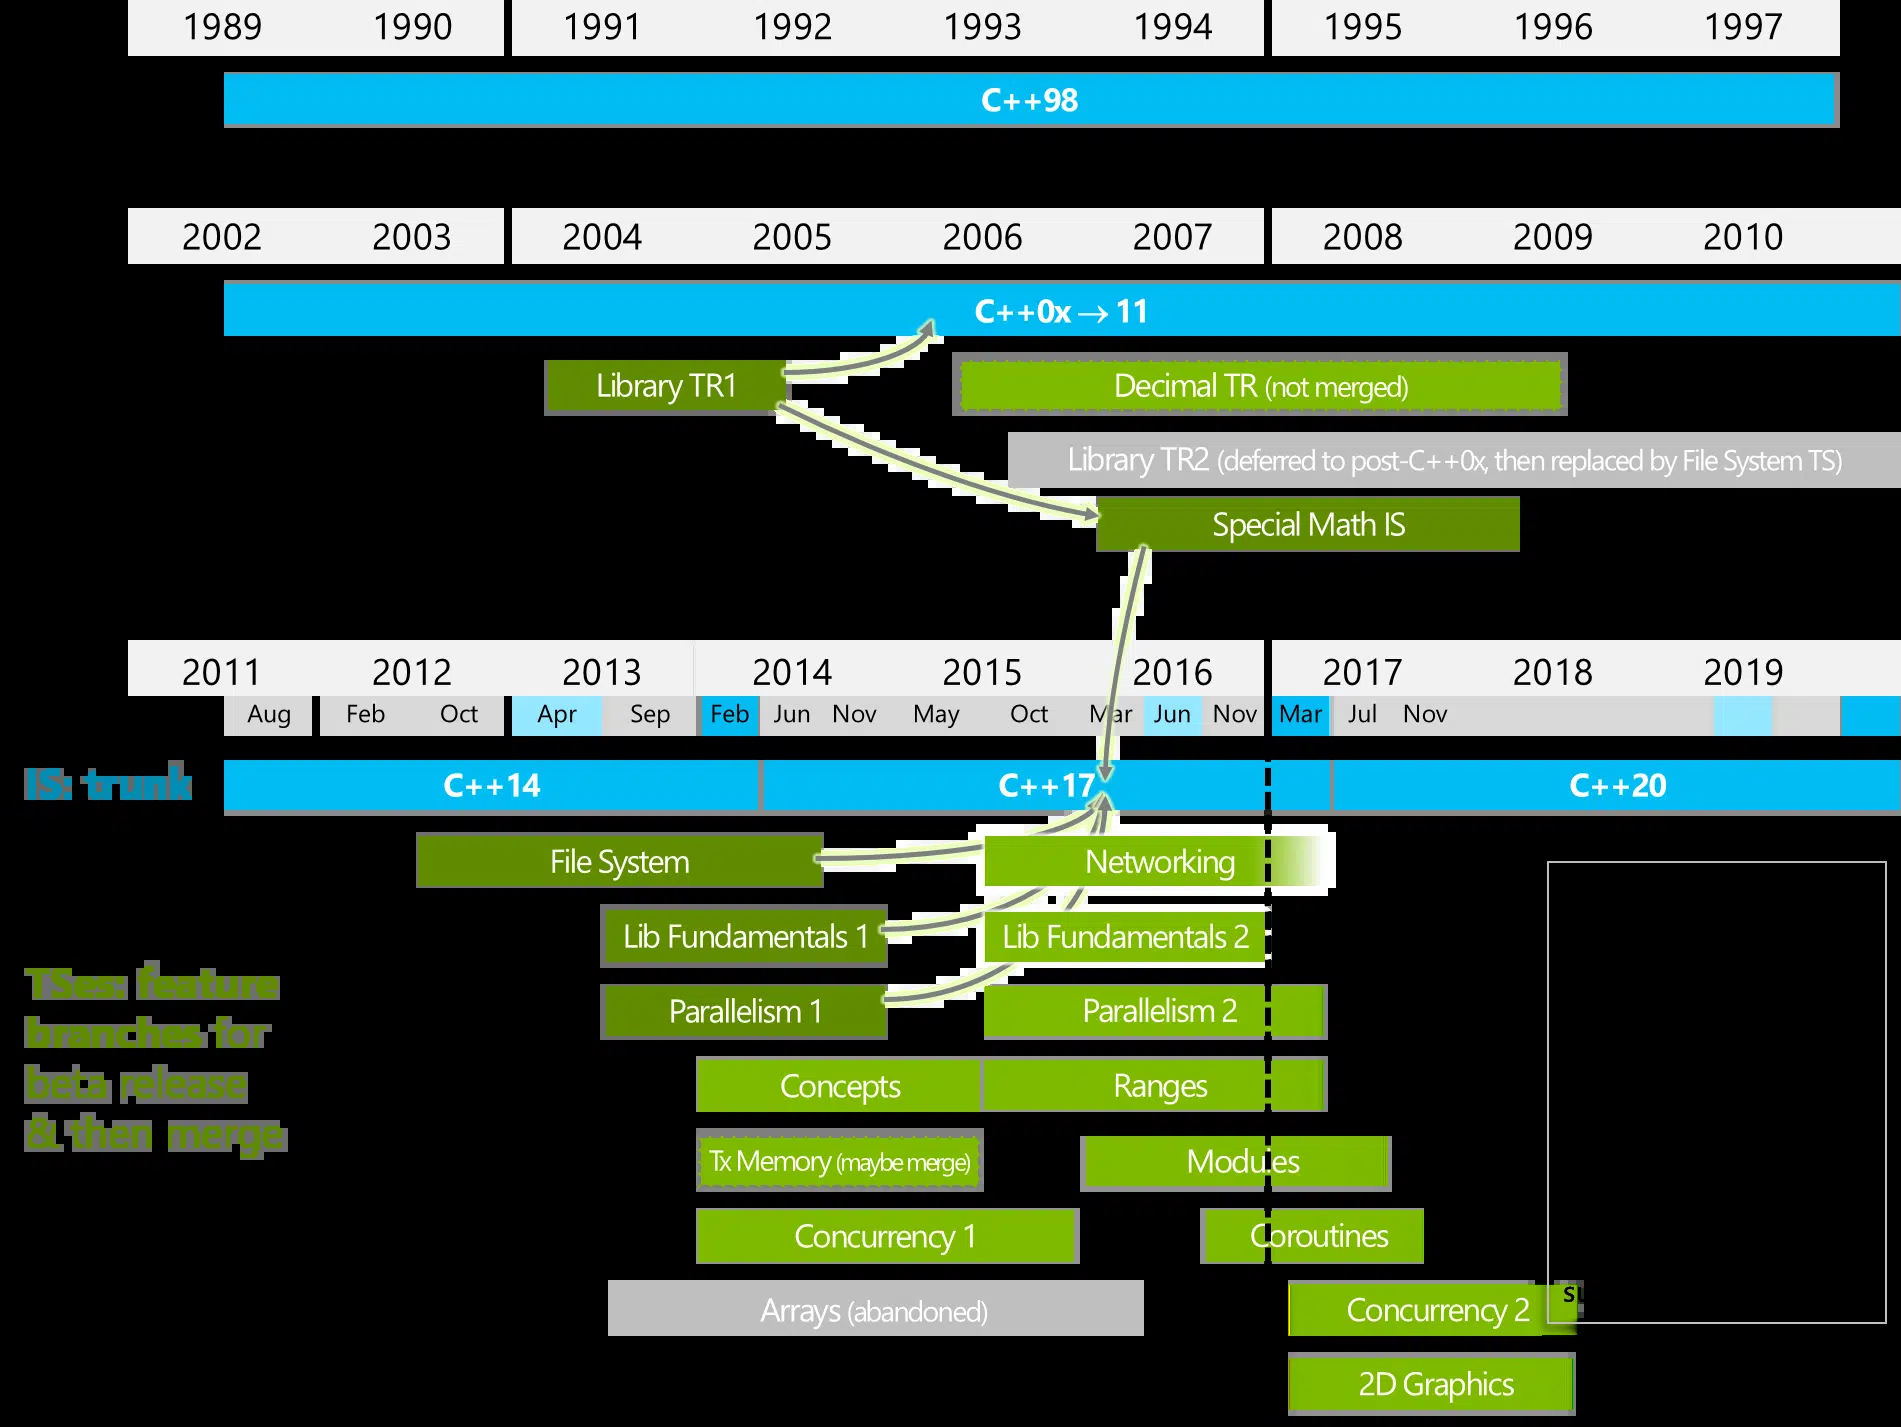 1989 1990 1991 1992 1993 1994 1995 1996 1997
C++98
2002 2003 2004 2005 2006 2007 2008 2009 2010
C++0x → 11
Library TR1
Decimal TR (not merged)
Library TR2 (deferred to post-C++0x, then replaced by File System TS)
Special Math IS
2011 2012 2013 2014 2015 2016 2017 2018 2019
Aug Feb Oct Apr Sep Feb Jun Nov May Oct Mar Jun Nov Mar Jul Nov
IS: trunk
C++14 C++17 C++20
File System Networking
Lib Fundamentals 1 Lib Fundamentals 2
Parallelism 1 Parallelism 2
TSes: feature
branches for
beta release
& then merge
Concepts Ranges
Tx Memory (maybe merge) Modules
Concurrency 1 Coroutines
Arrays (abandoned) Concurrency 2
2D Graphics